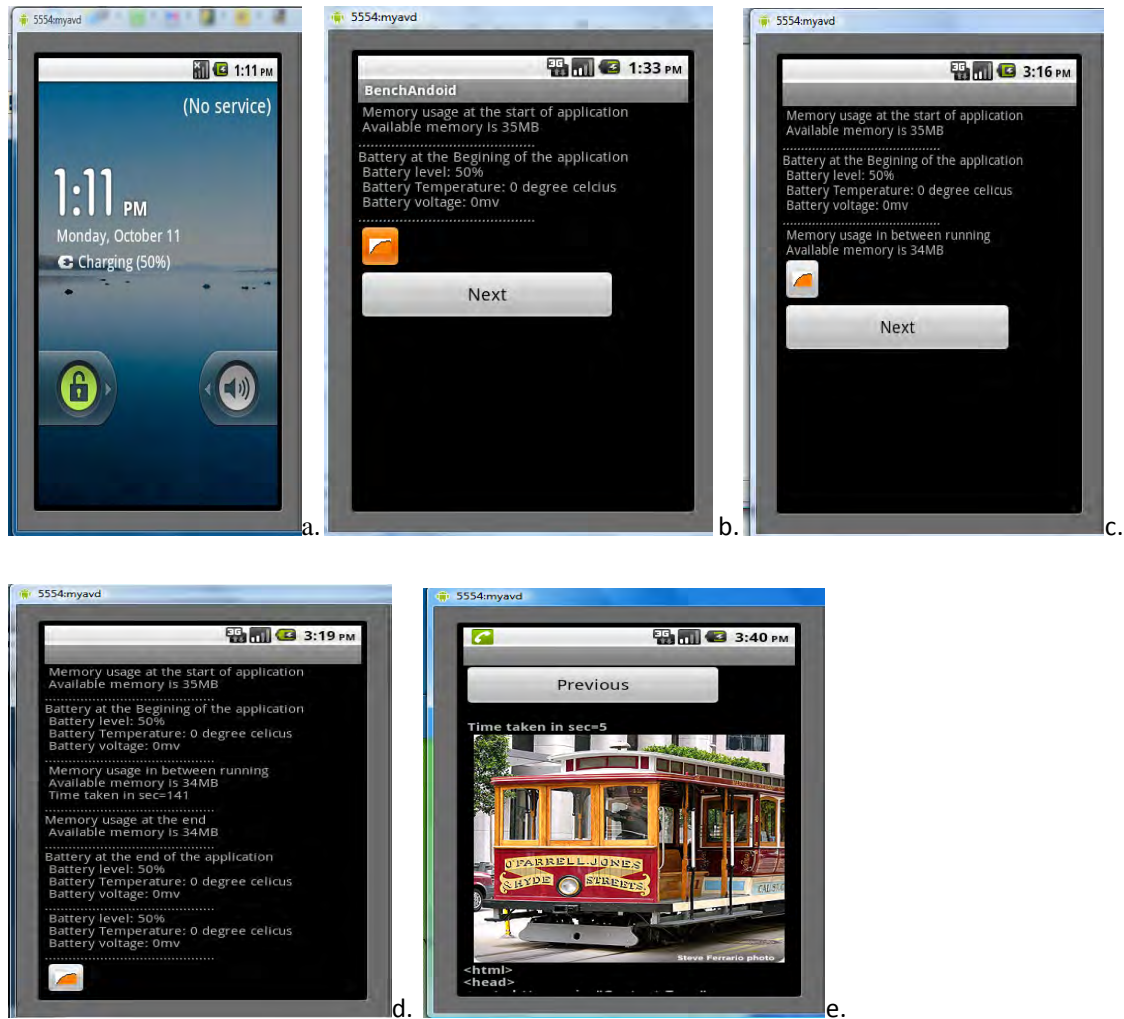 5554:myavd
1:11 PM
(No service)
1:11 PM
Monday, October 11
Charging (50%)
a.
5554:myavd
3G
1:33 PM
BenchAndoid
Memory usage at the start of application
Available memory is 35MB
Battery at the Begining of the application
Battery level: 50%
Battery Temperature: 0 degree celcius
Battery voltage: 0mv
Next
b.
5554:myavd
3G
3:16 PM
Memory usage at the start of application
Available memory is 35MB
Battery at the Begining of the application
Battery level: 50%
Battery Temperature: 0 degree celicus
Battery voltage: 0mv
Memory usage in between running
Available memory is 34MB
Next
c.
5554:myavd
3G
3:19 PM
Memory usage at the start of application
Available memory is 35MB
Battery at the Begining of the application
Battery level: 50%
Battery Temperature: 0 degree celicus
Battery voltage: 0mv
Memory usage in between running
Available memory is 34MB
Time taken in sec=141
Memory usage at the end
Available memory is 34MB
Battery at the end of the application
Battery level: 50%
Battery Temperature: 0 degree celicus
Battery voltage: 0mv
Battery level: 50%
Battery Temperature: 0 degree celicus
Battery voltage: 0mv
d.
5554:myavd
3G
3:40 PM
Previous
Time taken in sec=5
O'FARRELL.JONES
& HYDE STREETS
Steve Ferrario photo
<html>
<head>
e.